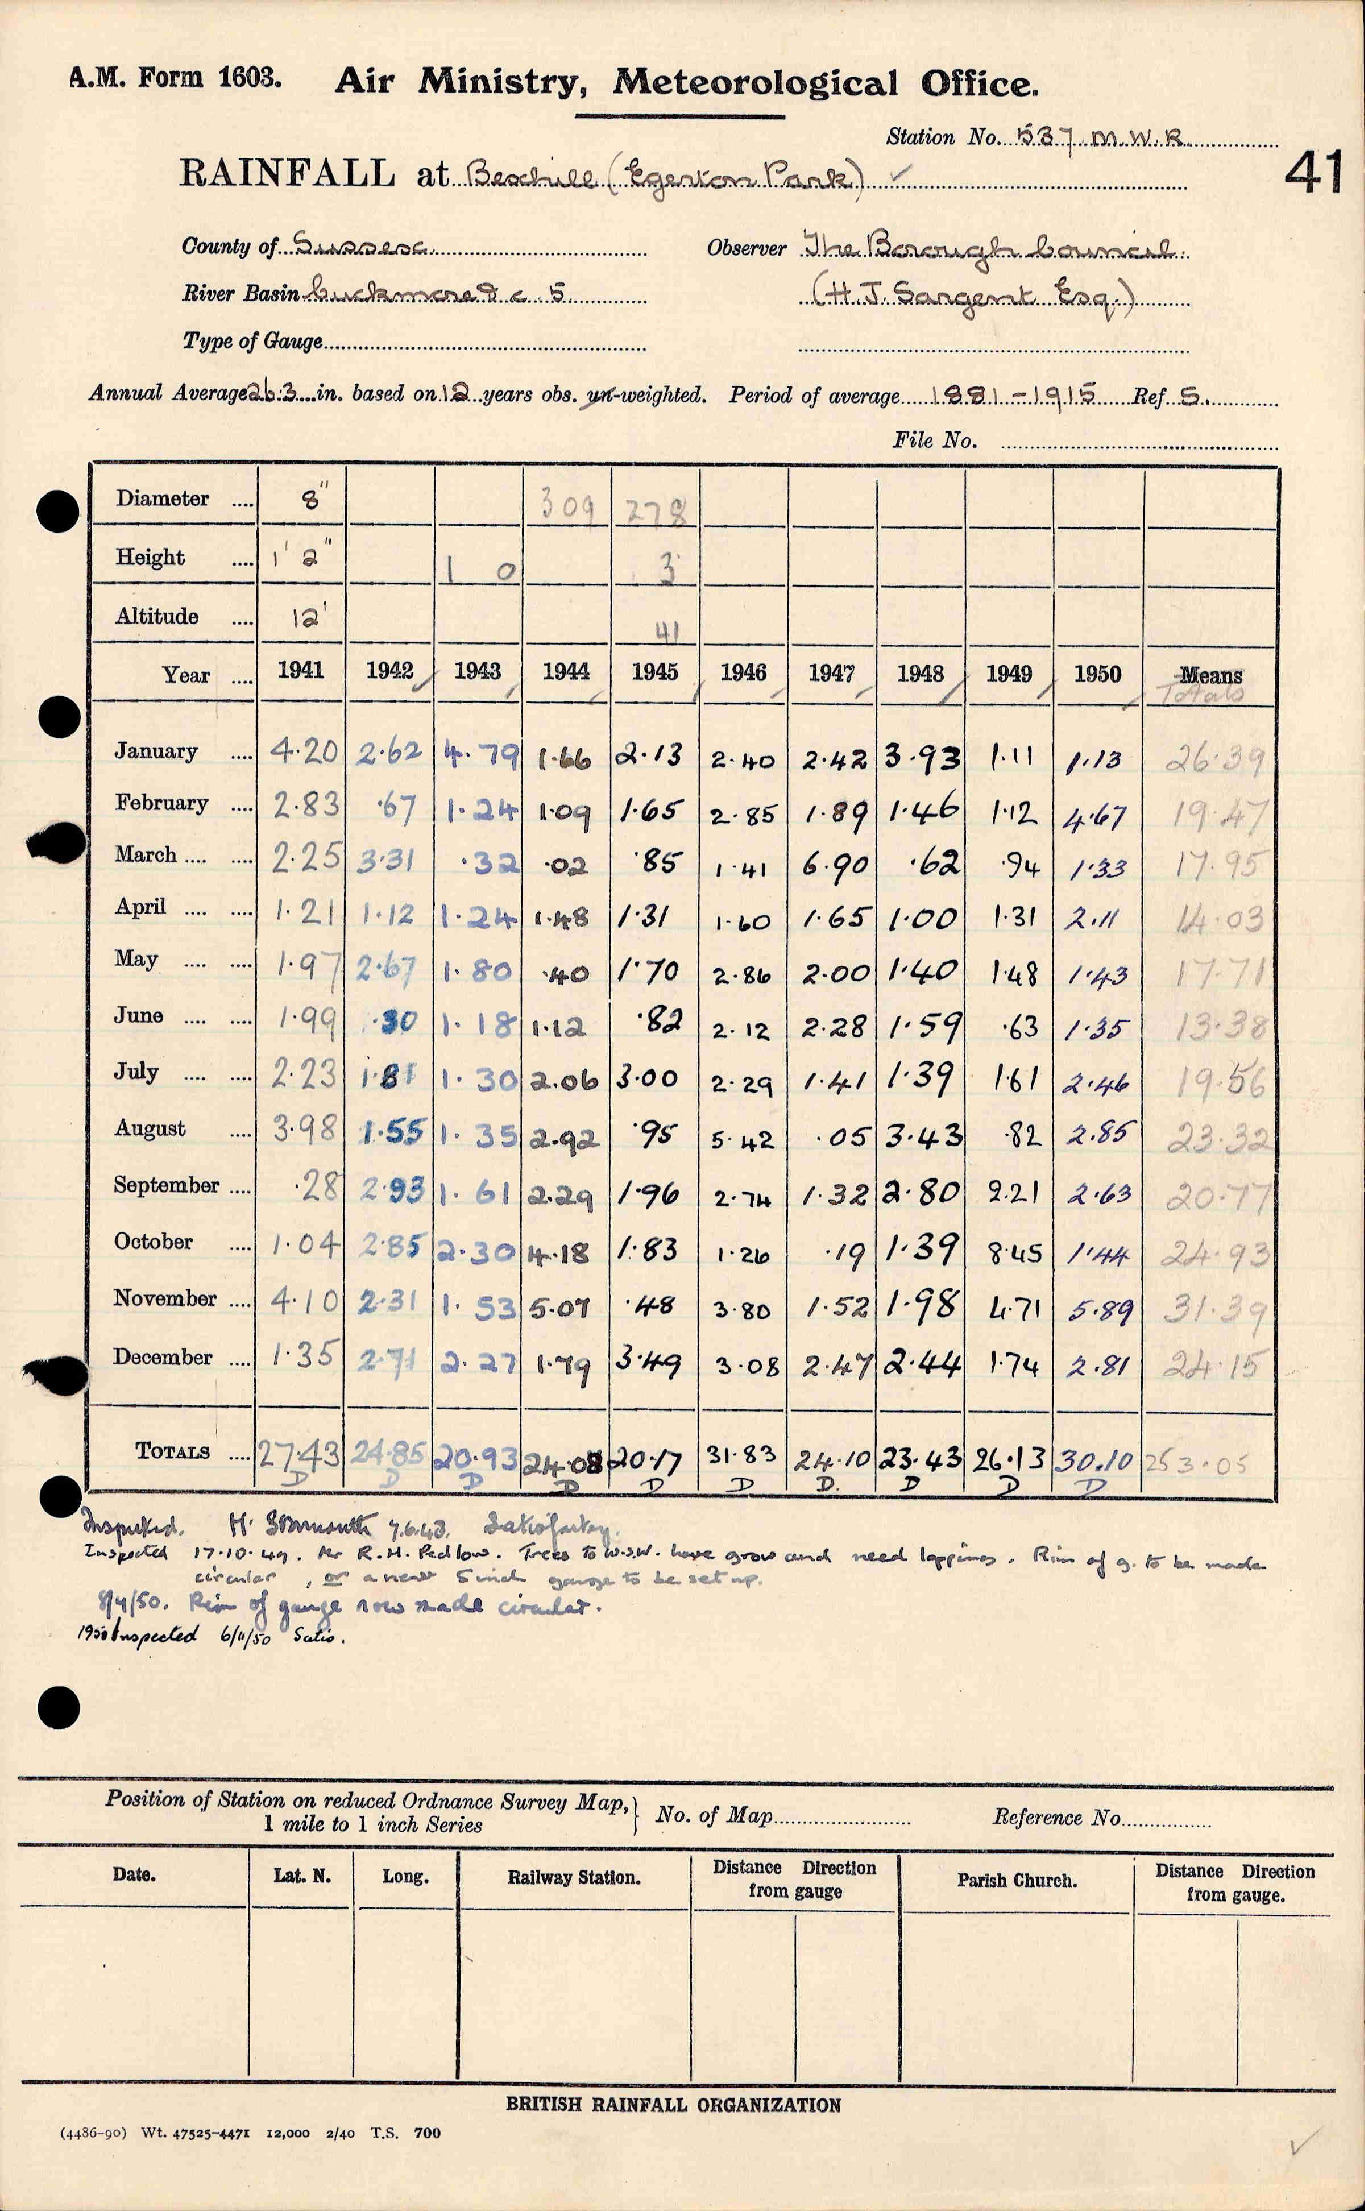 A.M. Form 1603. Air Ministry, Meteorological Office.
Station No. 537 M.W.R
41
RAINFALL at Bexhill (Egerton Park) ✓
County of Sussex Observer The Borough Council
River Basin Cuckmere & c 5 (H.J. Sargent Esq.)
Type of Gauge
Annual Average 26.3 in. based on 12 years obs. un-weighted. Period of average 1881-1915 Ref S.
File No.
Diameter .... 8" 309 278
Height .... 1' 2" 1 0 3
Altitude .... 12' 41
Year .... 1941 1942 1943 1944 1945 1946 1947 1948 1949 1950 Means
Totals
January .... 4.20 2.62 4.79 1.66 2.13 2.40 2.42 3.93 1.11 1.13 26.39
February .... 2.83 .67 1.24 1.09 1.65 2.85 1.89 1.46 1.12 4.67 19.47
March .... .... 2.25 3.31 .32 .02 .85 1.41 6.90 .62 .94 1.33 17.95
April .... .... 1.21 1.12 1.24 1.48 1.31 1.60 1.65 1.00 1.31 2.11 14.03
May .... .... 1.97 2.67 1.80 .40 1.70 2.86 2.00 1.40 1.48 1.43 17.71
June .... .... 1.99 .30 1.18 1.12 .82 2.12 2.28 1.59 .63 1.35 13.38
July .... .... 2.23 1.81 1.30 2.06 3.00 2.29 1.41 1.39 1.61 2.46 19.56
August .... 3.98 1.55 1.35 2.92 .95 5.42 .05 3.43 .82 2.85 23.32
September .... .28 2.93 1.61 2.29 1.96 2.74 1.32 2.80 2.21 2.63 20.77
October .... 1.04 2.85 2.30 4.18 1.83 1.26 .19 1.39 8.45 1.44 24.93
November .... 4.10 2.31 1.53 5.07 .48 3.80 1.52 1.98 4.71 5.89 31.39
December .... 1.35 2.71 2.27 1.79 3.49 3.08 2.47 2.44 1.74 2.81 24.15
TOTALS .... 27.43 24.85 20.93 24.08 20.17 31.83 24.10 23.43 26.13 30.10 253.05
D D D D D D D. D D D
Inspected. 7.6.43. Satisfactory.
Inspected 17.10.49. Mr R.H. Pedlow. Trees to W.S.W. have grow and need lopping. Rim of g. to be made
circular, or a new 5 inch gauge to be set up.
8/4/50. Rim of gauge now made circular.
1950 Inspected 6/11/50 Satis.
Position of Station on reduced Ordnance Survey Map, 1 mile to 1 inch Series No. of Map Reference No.
Date. Lat. N. Long. Railway Station. Distance Direction from gauge Parish Church. Distance Direction from gauge.
BRITISH RAINFALL ORGANIZATION
(4486-90) Wt. 47525-4471 12,000 2/40 T.S. 700
✓